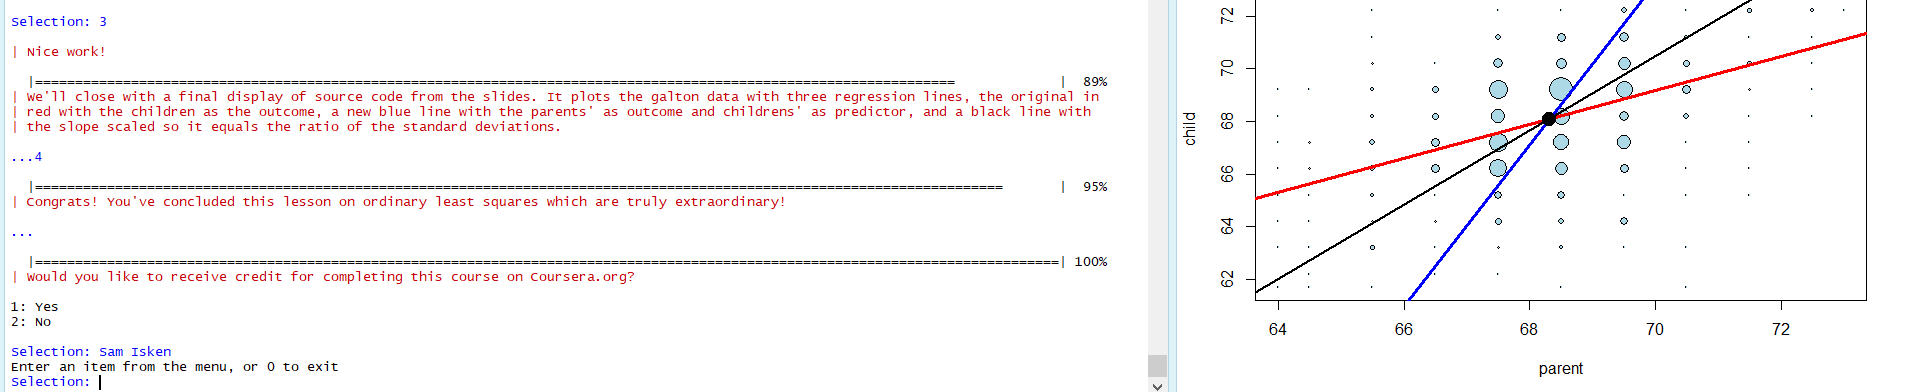 Selection: 3
| Nice work!
|======================================================================================================================| 89%
| We'll close with a final display of source code from the slides. It plots the galton data with three regression lines, the original in
| red with the children as the outcome, a new blue line with the parents' as outcome and childrens' as predictor, and a black line with
| the slope scaled so it equals the ratio of the standard deviations.
...4
|============================================================================================================================| 95%
| Congrats! You've concluded this lesson on ordinary least squares which are truly extraordinary!
...
|==================================================================================================================================| 100%
| Would you like to receive credit for completing this course on Coursera.org?
1: Yes
2: No
Selection: Sam Isken
Enter an item from the menu, or 0 to exit
Selection:
72
70
68
66
64
62
child
64 66 68 70 72
parent